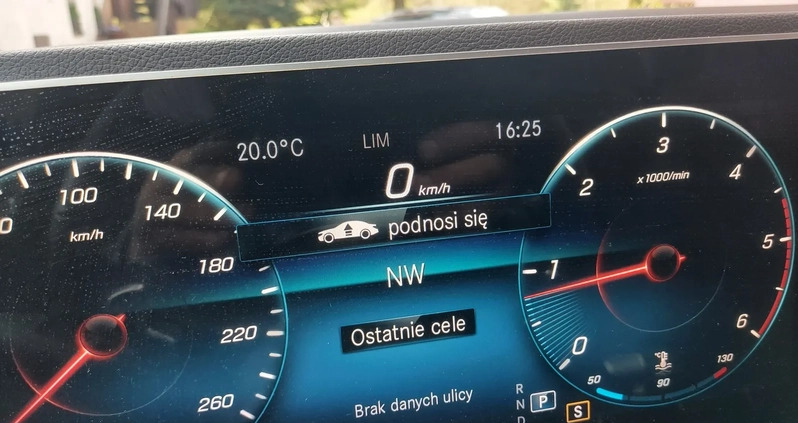 20.0°C
LIM
16:25
0 km/h
podnosi się
NW
Ostatnie cele
Brak danych ulicy
100
140
180
220
260
km/h
0
1
2
3
4
5
6
x1000/min
50
90
130
R
N
D
P
S